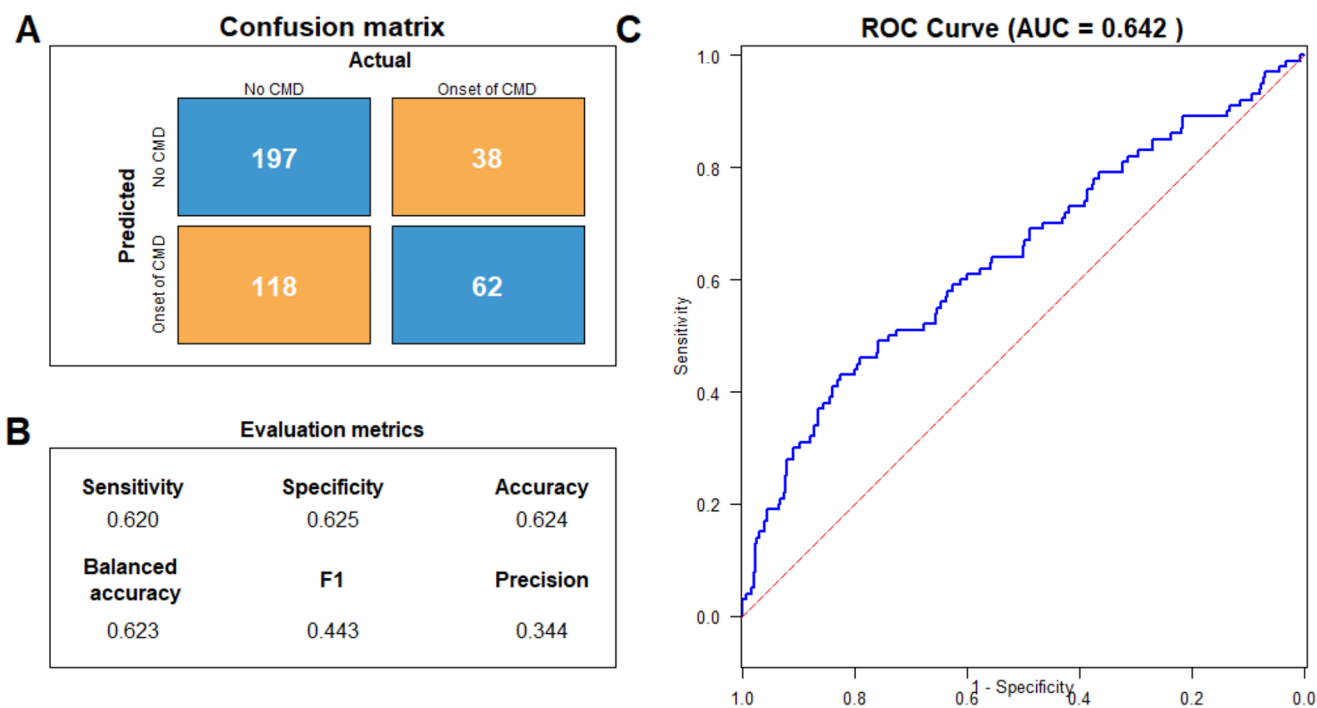 A
Confusion matrix
Actual
No CMD
Onset of CMD
Predicted
No CMD
197
38
Onset of CMD
118
62
B
Evaluation metrics
Sensitivity
Specificity
Accuracy
0.620
0.625
0.624
Balanced
accuracy
F1
Precision
0.623
0.443
0.344
C
ROC Curve (AUC = 0.642 )
Sensitivity
1.0
0.8
0.6
0.4
0.2
0.0
1.0
0.8
0.6
0.4
0.2
0.0
1 - Specificity